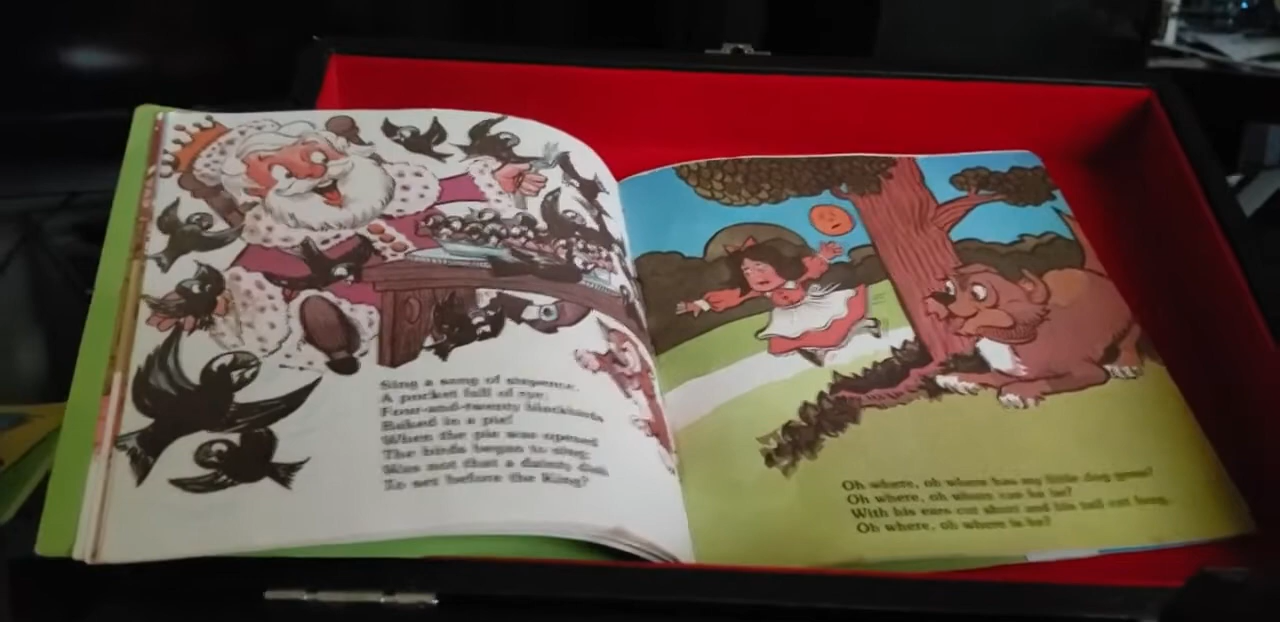 Sing a song of sixpence,
A pocket full of rye;
Four-and-twenty blackbirds
Baked in a pie!
When the pie was opened
The birds began to sing;
Was not that a dainty dish
To set before the King?
Oh where, oh where has my little dog gone?
Oh where, oh where can he be?
With his ears cut short and his tail cut long,
Oh where, oh where is he?